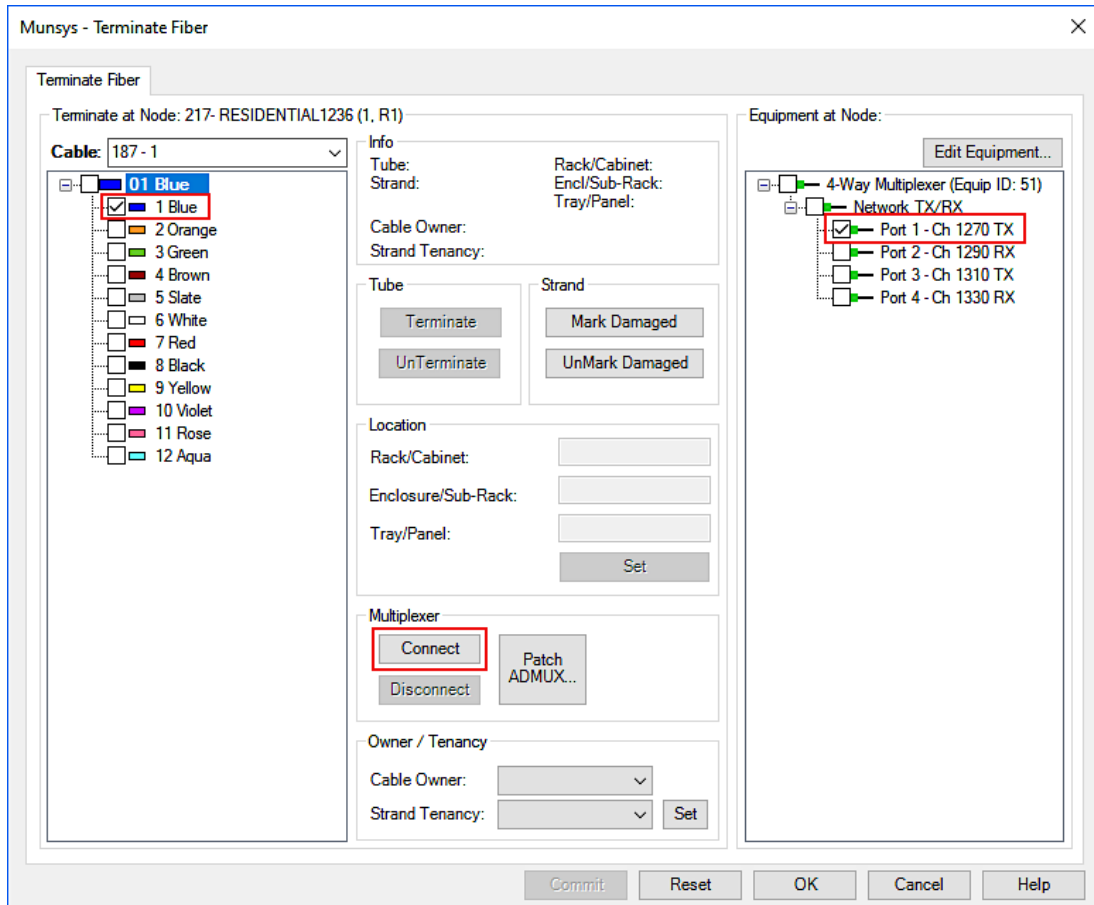 Munsys - Terminate Fiber
Terminate Fiber
Terminate at Node: 217- RESIDENTIAL1236 (1, R1)
Cable: 187 - 1
01 Blue
1 Blue
2 Orange
3 Green
4 Brown
5 Slate
6 White
7 Red
8 Black
9 Yellow
10 Violet
11 Rose
12 Aqua
Info
Tube: Rack/Cabinet:
Strand: Encl/Sub-Rack:
Tray/Panel:
Cable Owner:
Strand Tenancy:
Tube
Terminate
UnTerminate
Strand
Mark Damaged
UnMark Damaged
Location
Rack/Cabinet:
Enclosure/Sub-Rack:
Tray/Panel:
Set
Multiplexer
Connect
Disconnect
Patch
ADMUX...
Owner / Tenancy
Cable Owner:
Strand Tenancy: Set
Equipment at Node:
Edit Equipment...
4-Way Multiplexer (Equip ID: 51)
Network TX/RX
Port 1 - Ch 1270 TX
Port 2 - Ch 1290 RX
Port 3 - Ch 1310 TX
Port 4 - Ch 1330 RX
Commit Reset OK Cancel Help